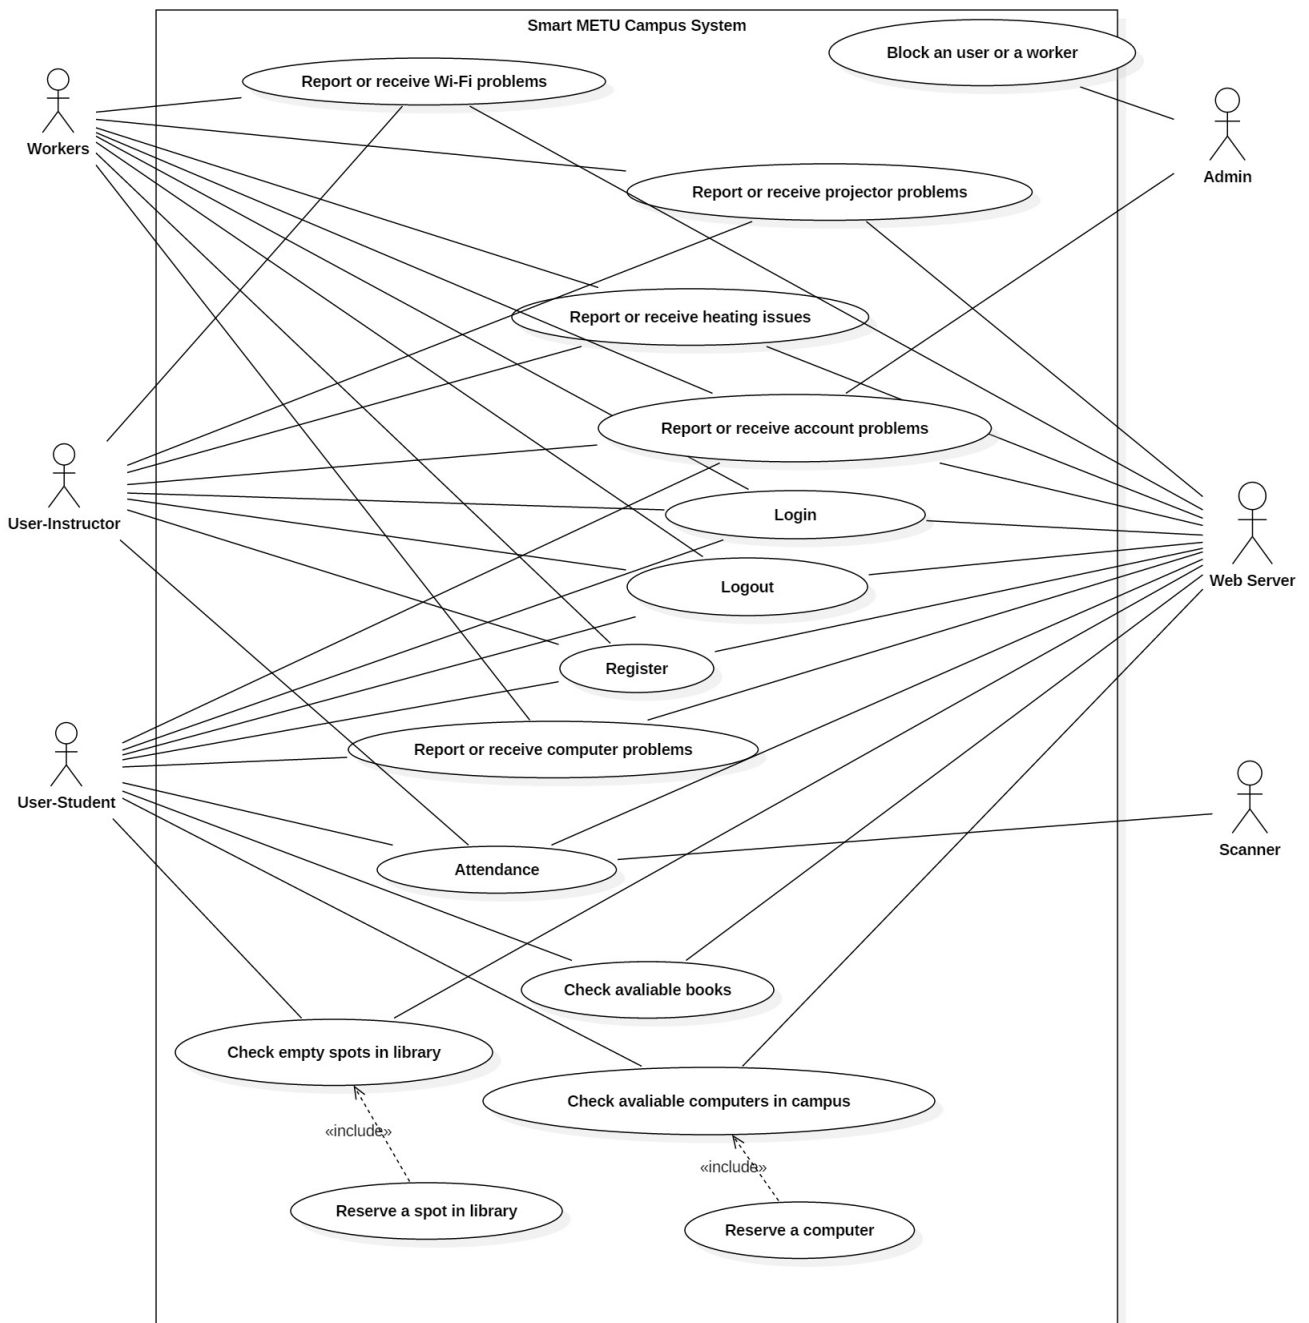 Smart METU Campus System
Block an user or a worker
Report or receive Wi-Fi problems
Workers
Admin
Report or receive projector problems
Report or receive heating issues
Report or receive account problems
User-Instructor
Login
Web Server
Logout
Register
Report or receive computer problems
User-Student
Scanner
Attendance
Check avaliable books
Check empty spots in library
Check avaliable computers in campus
«include»
«include»
Reserve a spot in library
Reserve a computer